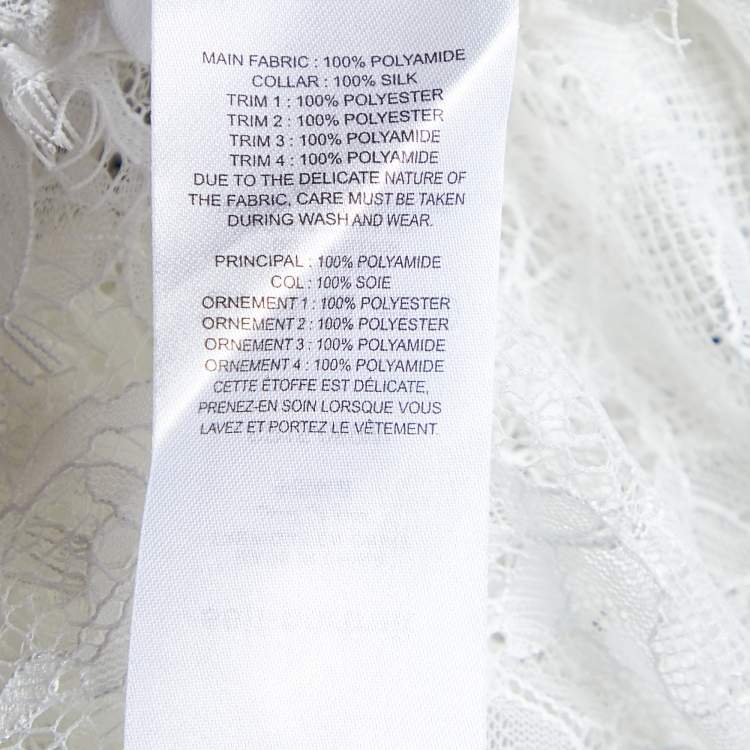 MAIN FABRIC : 100% POLYAMIDE
COLLAR : 100% SILK
TRIM 1 : 100% POLYESTER
TRIM 2 : 100% POLYESTER
TRIM 3 : 100% POLYAMIDE
TRIM 4 : 100% POLYAMIDE
DUE TO THE DELICATE NATURE OF
THE FABRIC, CARE MUST BE TAKEN
DURING WASH AND WEAR.
PRINCIPAL : 100% POLYAMIDE
COL : 100% SOIE
ORNEMENT 1 : 100% POLYESTER
ORNEMENT 2 : 100% POLYESTER
ORNEMENT 3 : 100% POLYAMIDE
ORNEMENT 4 : 100% POLYAMIDE
CETTE ÉTOFFE EST DÉLICATE,
PRENEZ-EN SOIN LORSQUE VOUS
LAVEZ ET PORTEZ LE VÊTEMENT.